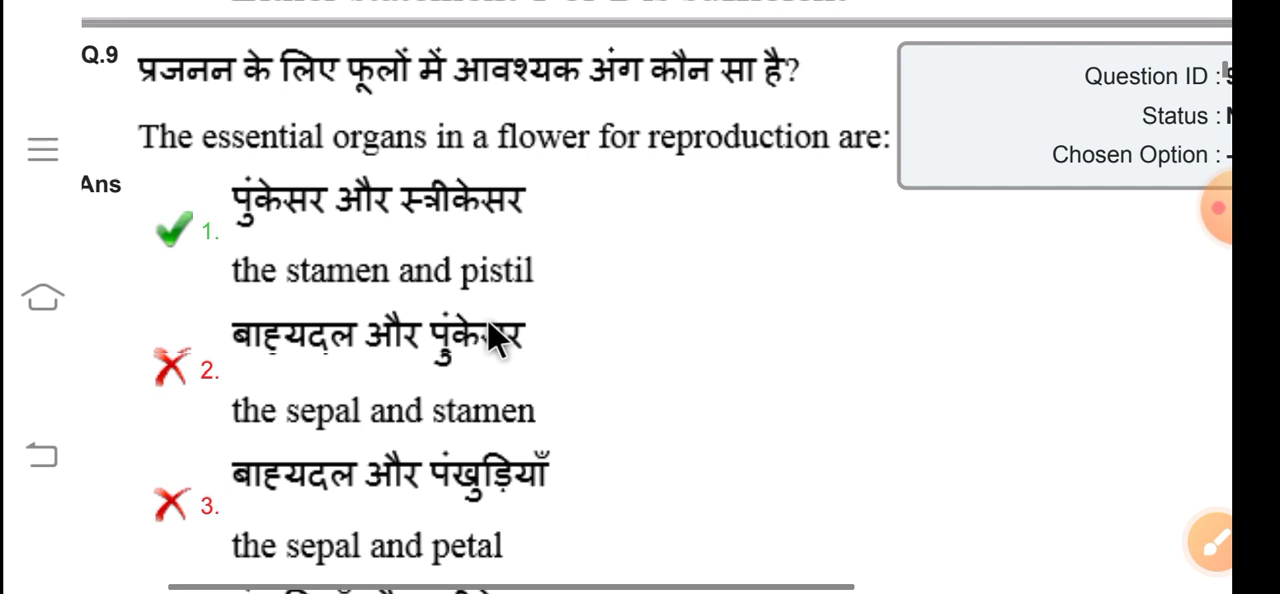 Q.9 प्रजनन के लिए फूलों में आवश्यक अंग कौन सा है?
The essential organs in a flower for reproduction are:
Question ID :
Status :
Chosen Option : -
Ans
पुंकेसर और स्त्रीकेसर
1.
the stamen and pistil
बाह्यदल और पुंकेसर
2.
the sepal and stamen
बाह्यदल और पंखुड़ियाँ
3.
the sepal and petal